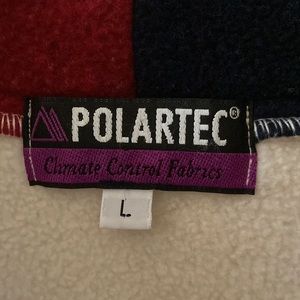 POLARTEC®
Climate Control Fabrics
L